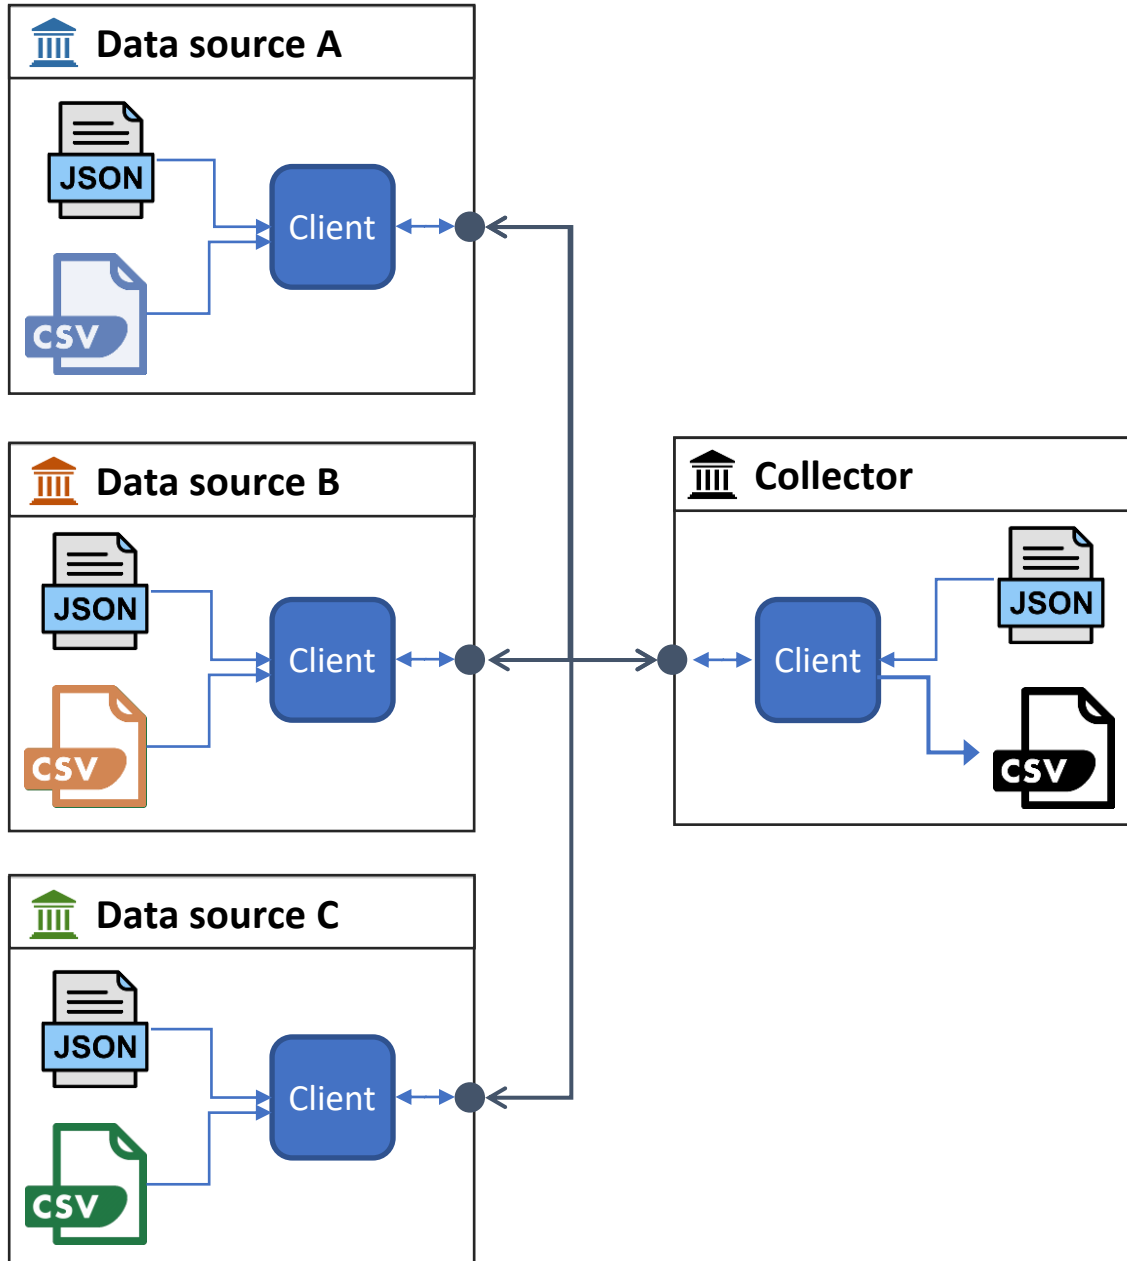 Data source A
JSON
Client
CSV
Data source B
JSON
Client
CSV
Collector
JSON
Client
CSV
Data source C
JSON
Client
CSV